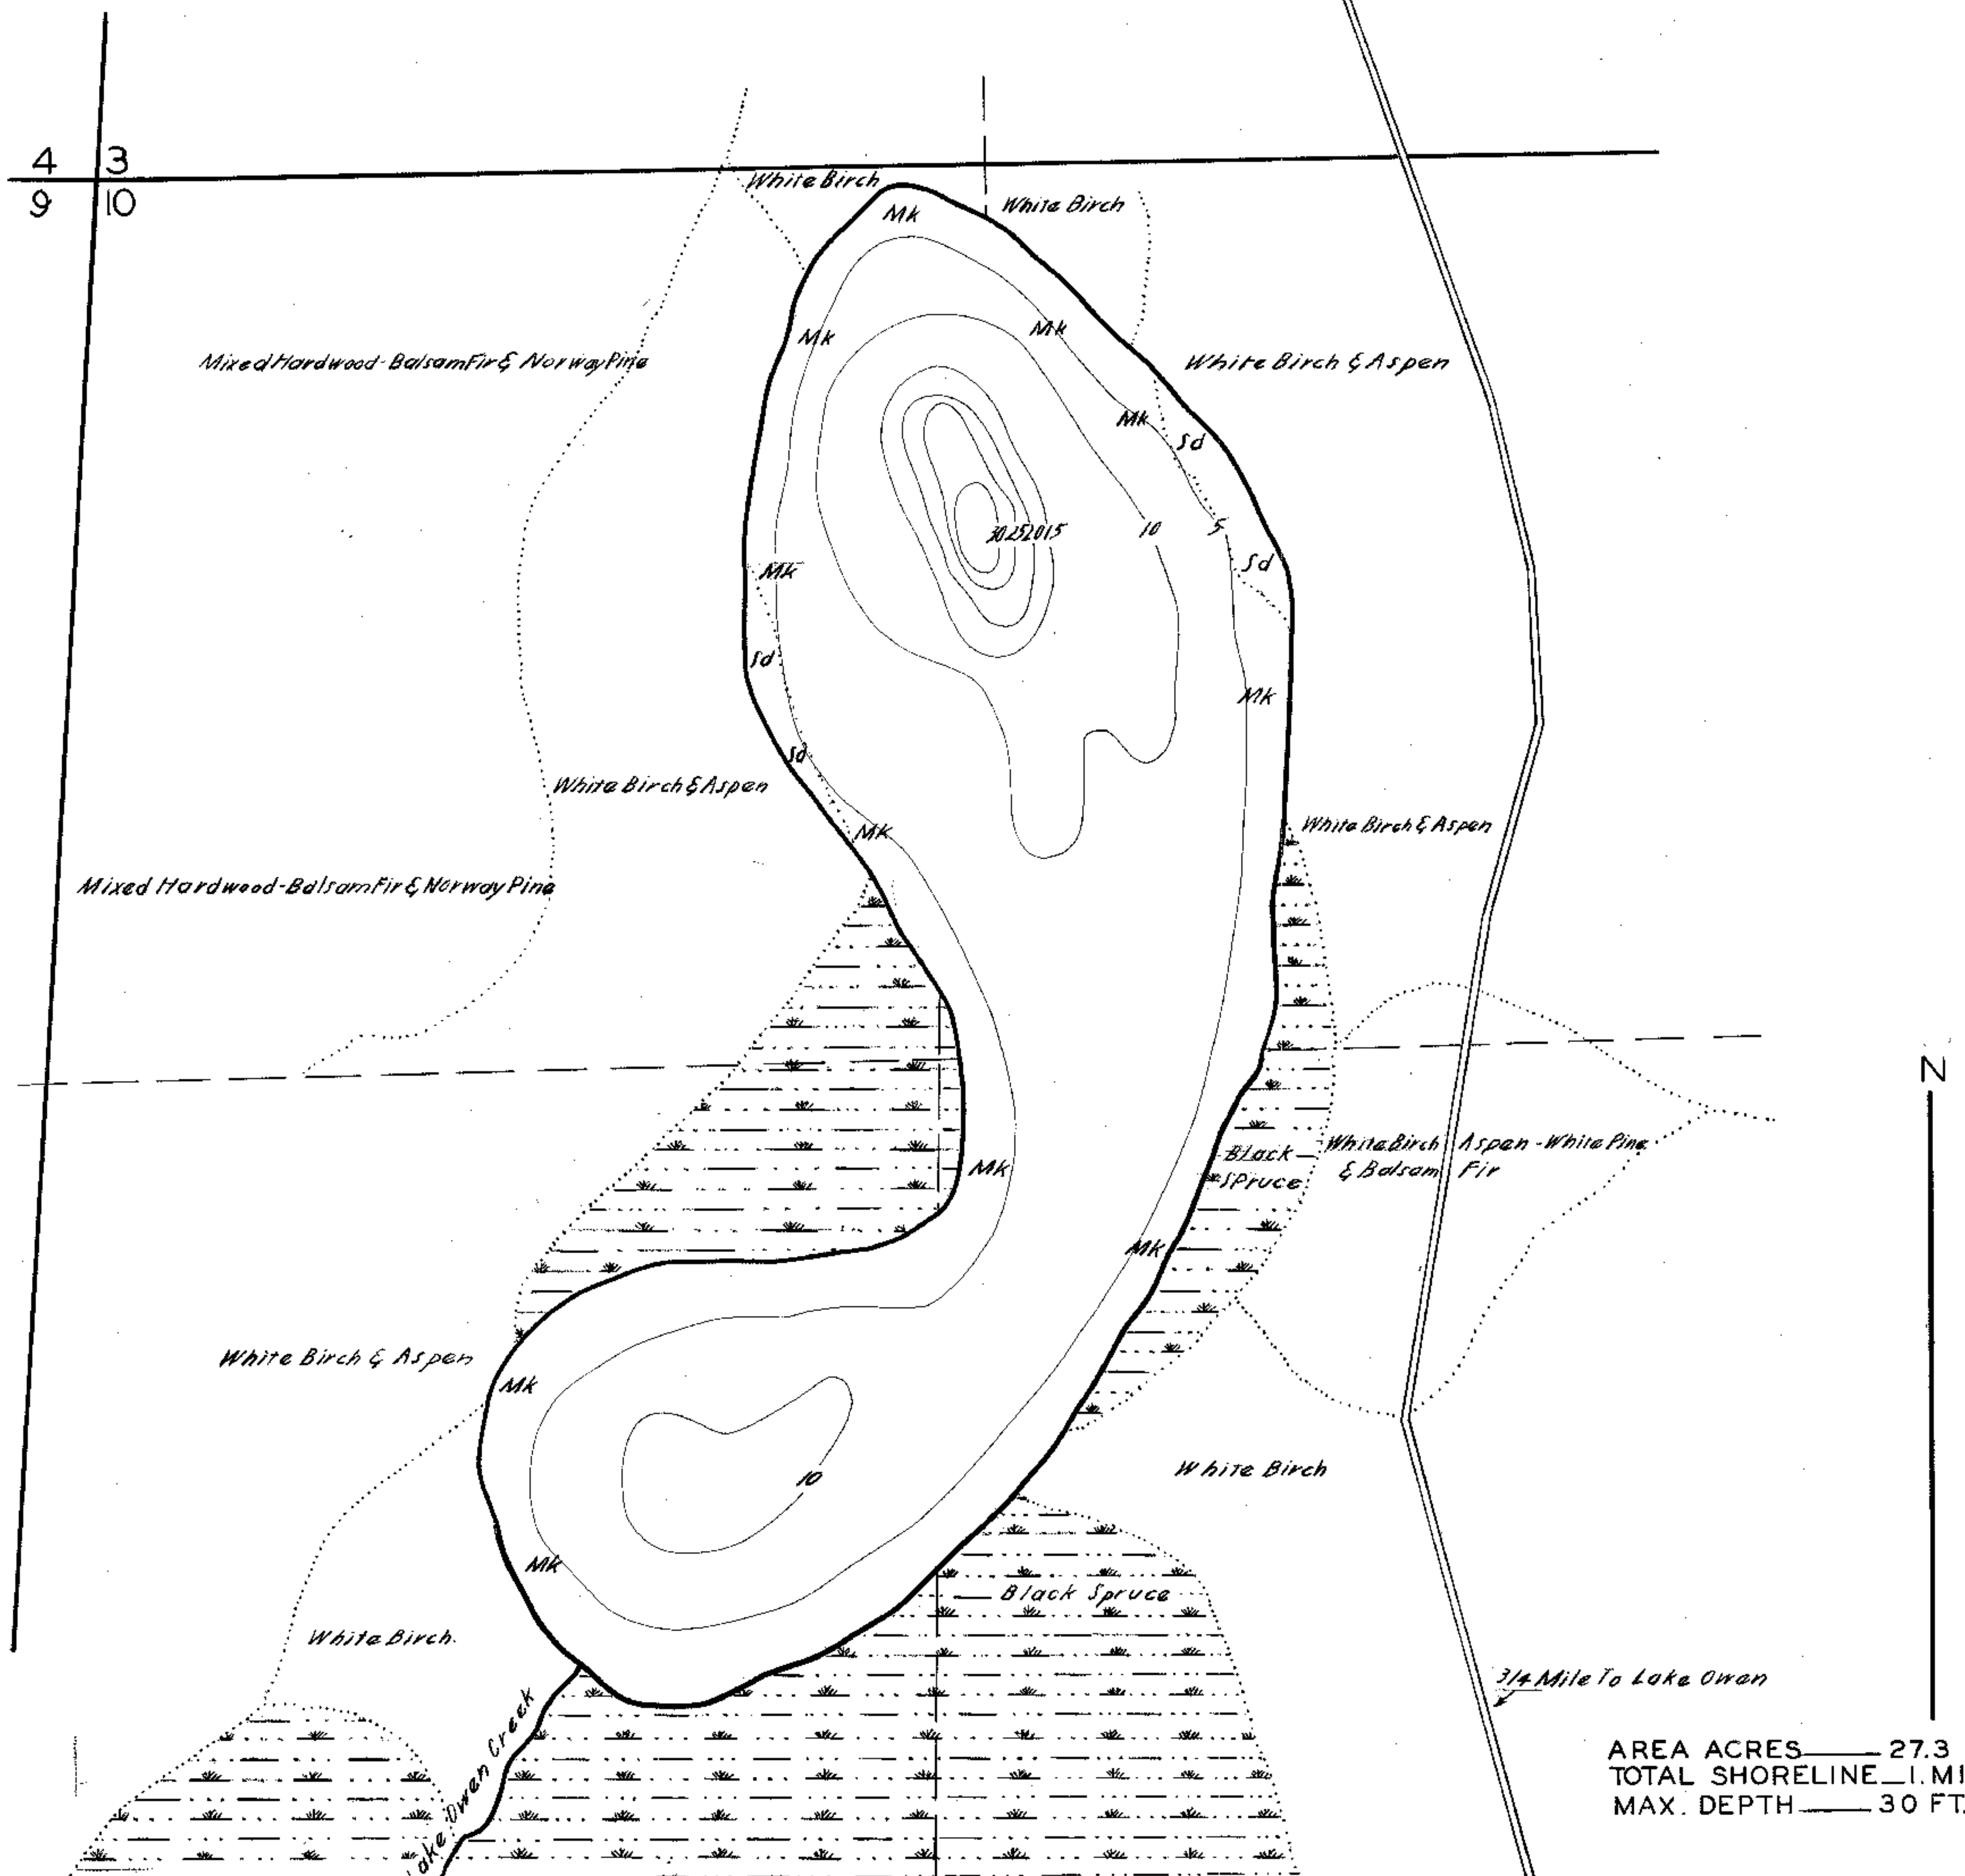 4 3
9 10
White Birch
Mk
White Birch
Mk
Mk
Mixed Hardwood-Balsam Fir & Norway Pine
White Birch & Aspen
Mk
Sd
30 25 20 15
10
5
Sd
Mk
Sd
Mk
Sd
White Birch & Aspen
Mk
White Birch & Aspen
Mixed Hardwood-Balsam Fir & Norway Pine
N
Black
Spruce
White Birch Aspen-White Pine
& Balsam Fir
Mk
Mk
White Birch & Aspen
Mk
White Birch
10
Mk
Black Spruce
White Birch
3/4 Mile To Lake Owen
Lake Owen Creek
AREA ACRES 27.3
TOTAL SHORELINE 1. MI
MAX. DEPTH 30 FT.